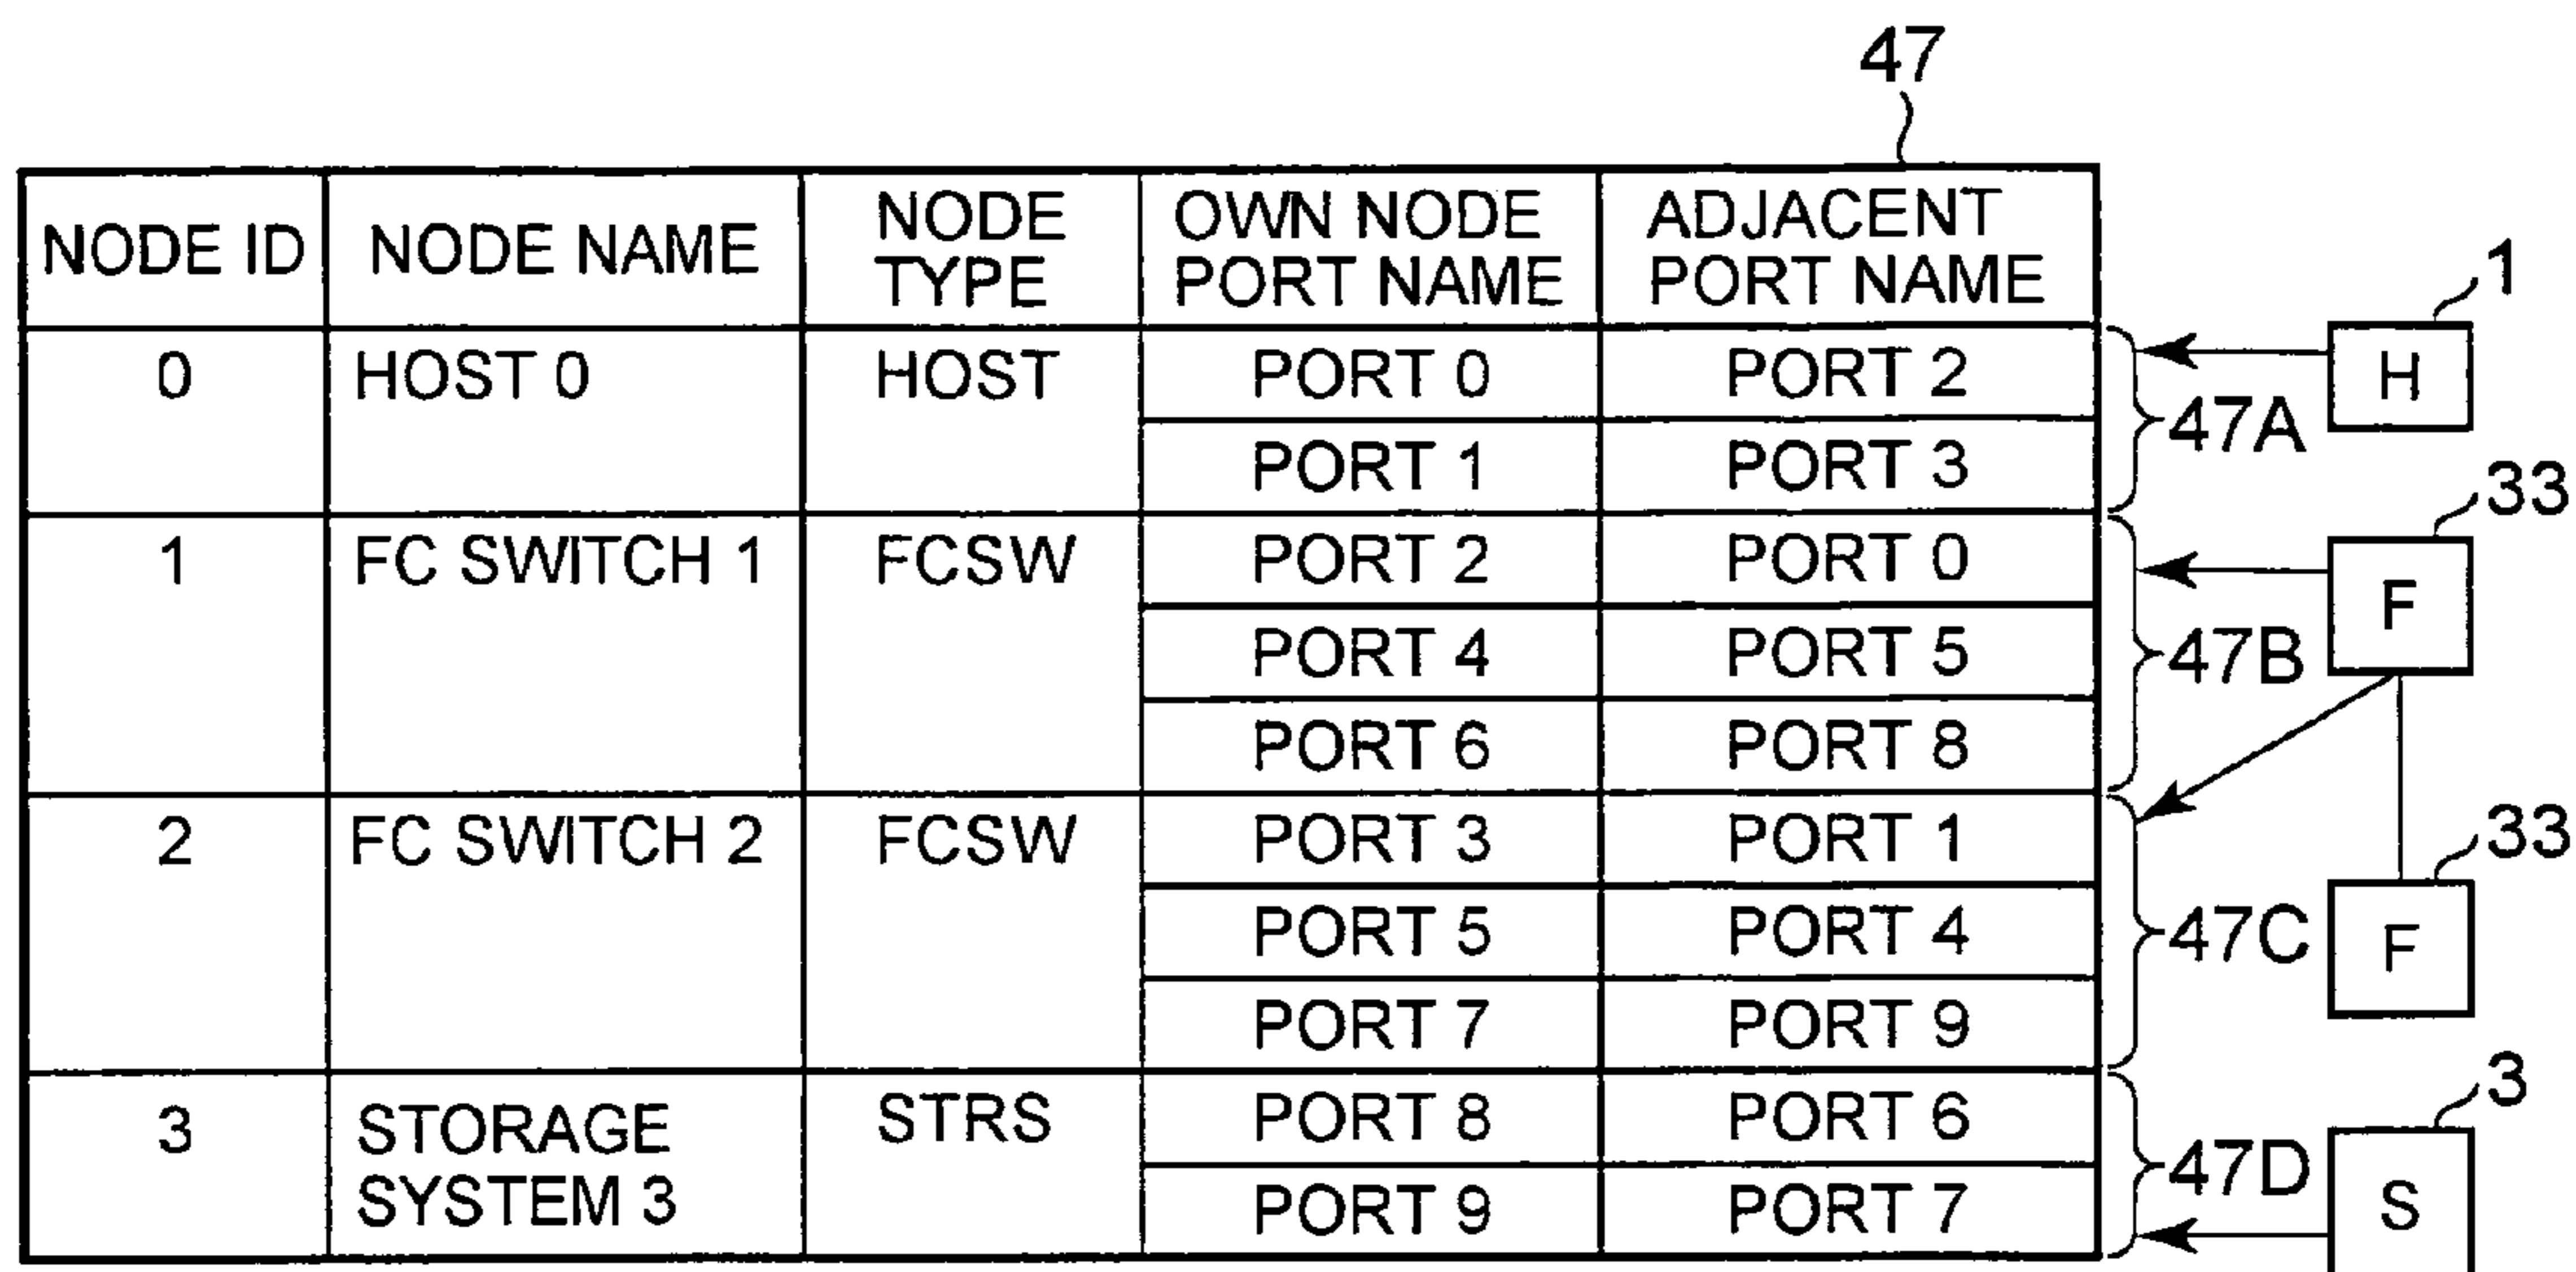 47
NODE ID NODE NAME NODE TYPE OWN NODE PORT NAME ADJACENT PORT NAME
0 HOST 0 HOST PORT 0 PORT 2
PORT 1 PORT 3
1 FC SWITCH 1 FCSW PORT 2 PORT 0
PORT 4 PORT 5
PORT 6 PORT 8
2 FC SWITCH 2 FCSW PORT 3 PORT 1
PORT 5 PORT 4
PORT 7 PORT 9
3 STORAGE SYSTEM 3 STRS PORT 8 PORT 6
PORT 9 PORT 7
47A
47B
47C
47D
1
H
33
F
33
F
3
S